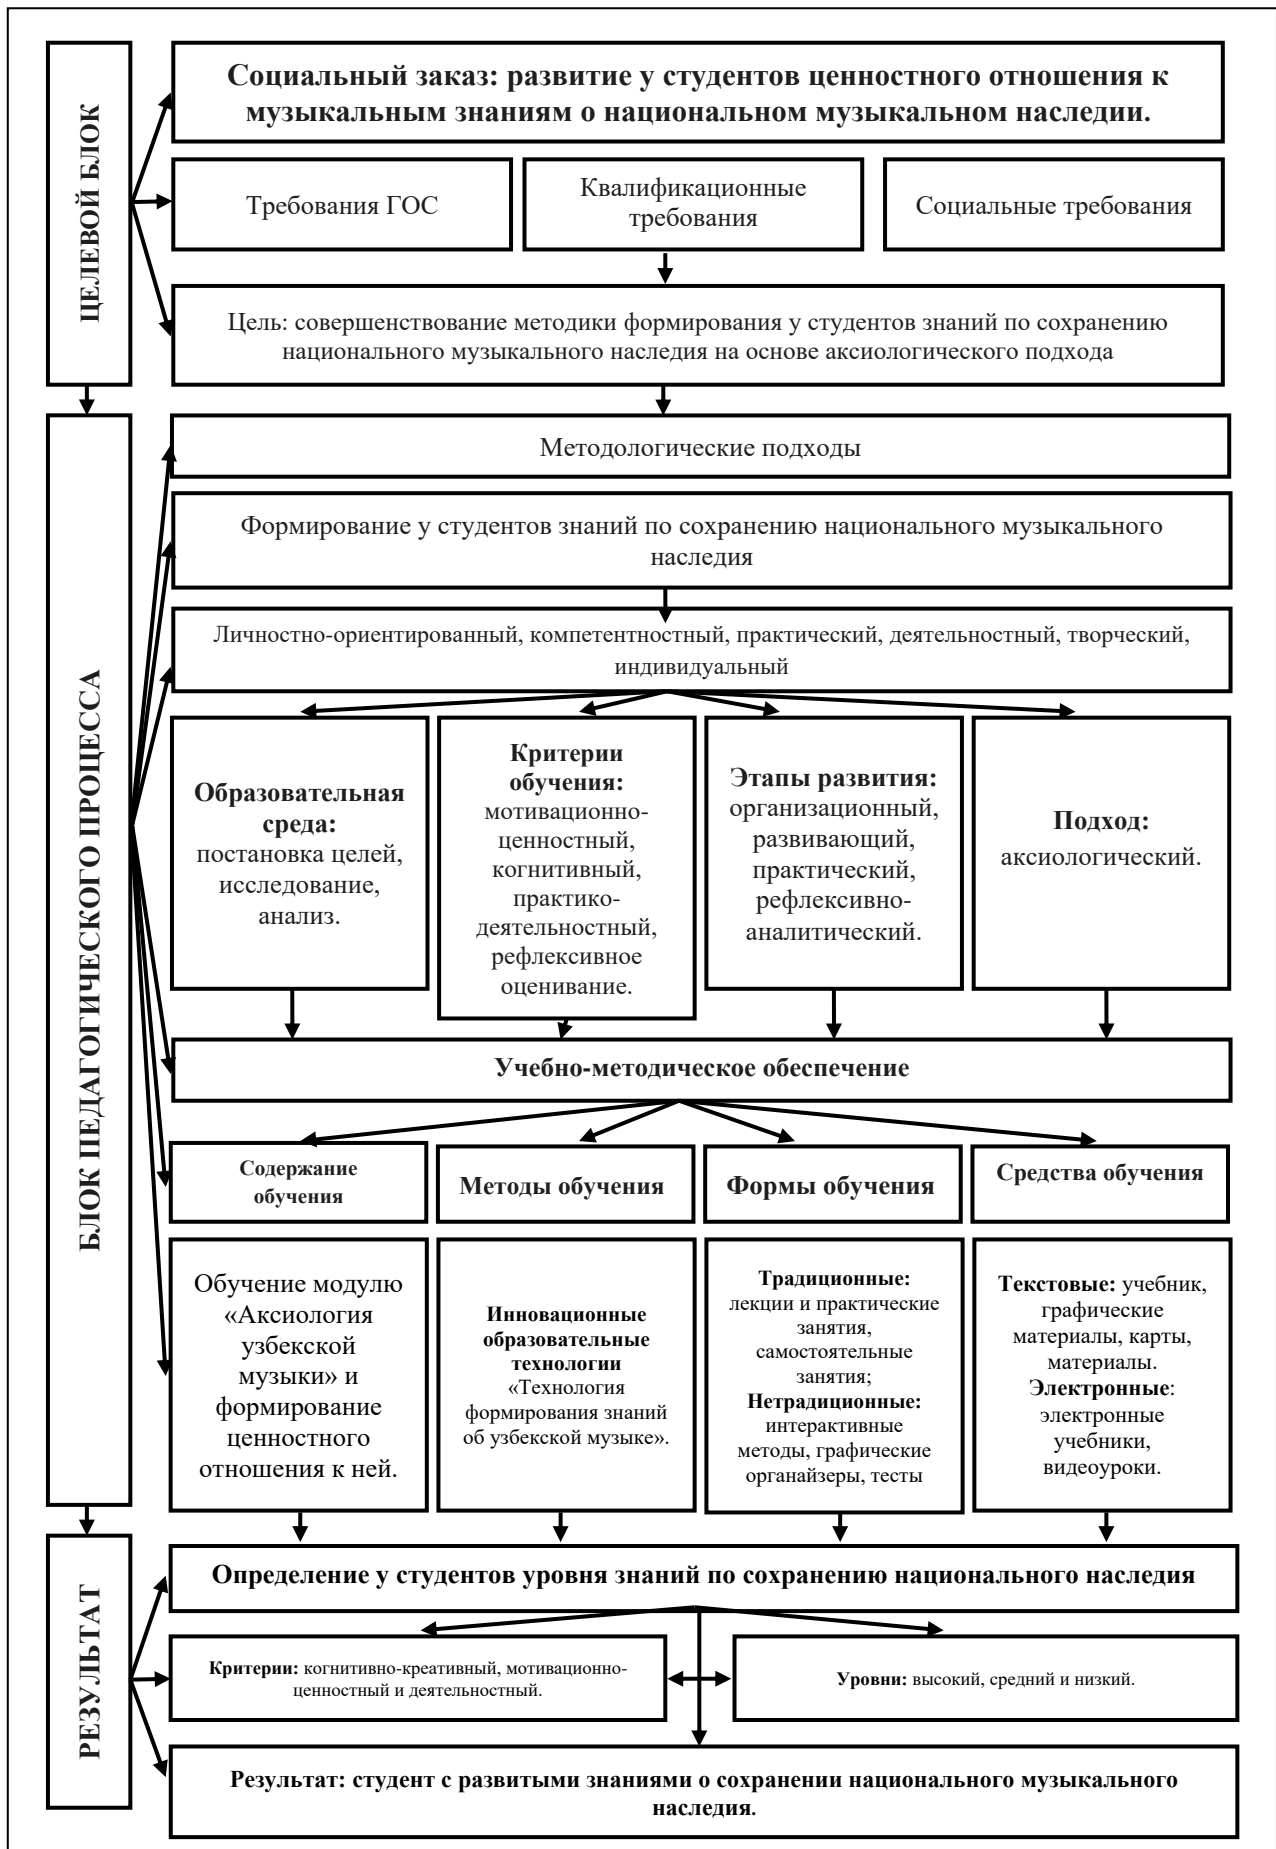 ЦЕЛЕВОЙ БЛОК
Социальный заказ: развитие у студентов ценностного отношения к
музыкальным знаниям о национальном музыкальном наследии.
Требования ГОС
Квалификационные
требования
Социальные требования
Цель: совершенствование методики формирования у студентов знаний по сохранению
национального музыкального наследия на основе аксиологического подхода
БЛОК ПЕДАГОГИЧЕСКОГО ПРОЦЕССА
Методологические подходы
Формирование у студентов знаний по сохранению национального музыкального
наследия
Личностно-ориентированный, компетентностный, практический, деятельностный, творческий,
индивидуальный
Образовательная
среда:
постановка целей,
исследование,
анализ.
Критерии
обучения:
мотивационно-
ценностный,
когнитивный,
практико-
деятельностный,
рефлексивное
оценивание.
Этапы развития:
организационный,
развивающий,
практический,
рефлексивно-
аналитический.
Подход:
аксиологический.
Учебно-методическое обеспечение
Содержание
обучения
Методы обучения
Формы обучения
Средства обучения
Обучение модулю
«Аксиология
узбекской
музыки» и
формирование
ценностного
отношения к ней.
Инновационные
образовательные
технологии
«Технология
формирования знаний
об узбекской музыке».
Традиционные:
лекции и практические
занятия,
самостоятельные
занятия;
Нетрадиционные:
интерактивные
методы, графические
органайзеры, тесты
Текстовые: учебник,
графические
материалы, карты,
материалы.
Электронные:
электронные
учебники,
видеоуроки.
РЕЗУЛЬТАТ
Определение у студентов уровня знаний по сохранению национального наследия
Критерии: когнитивно-креативный, мотивационно-
ценностный и деятельностный.
Уровни: высокий, средний и низкий.
Результат: студент с развитыми знаниями о сохранении национального музыкального
наследия.